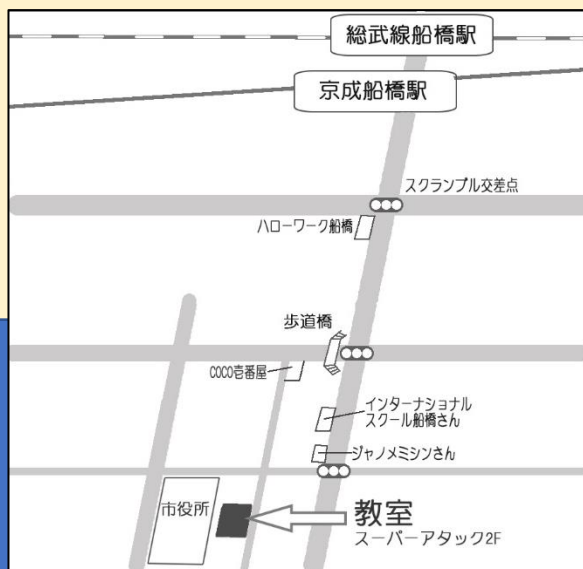 総武線船橋駅
京成船橋駅
スクランブル交差点
ハローワーク船橋
歩道橋
COCO壱番屋
インターナショナル
スクール船橋さん
ジャノメミシンさん
市役所
教室
スーパーアタック2F